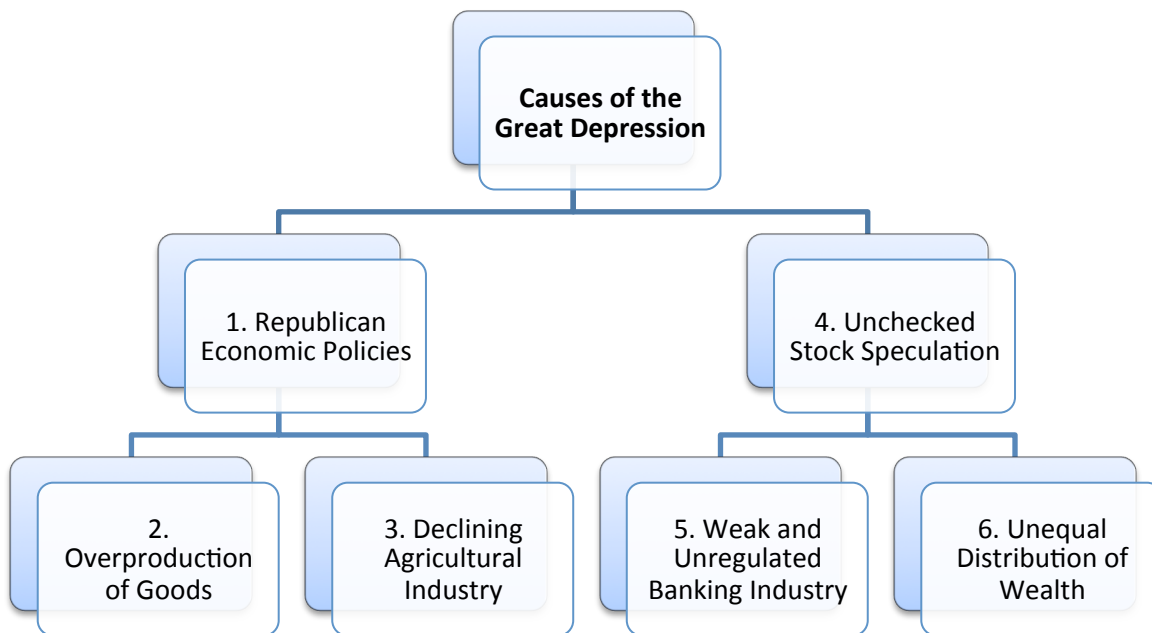 Causes of the
Great Depression
1. Republican
Economic Policies
4. Unchecked
Stock Speculation
2.
Overproduction
of Goods
3. Declining
Agricultural
Industry
5. Weak and
Unregulated
Banking Industry
6. Unequal
Distribution of
Wealth